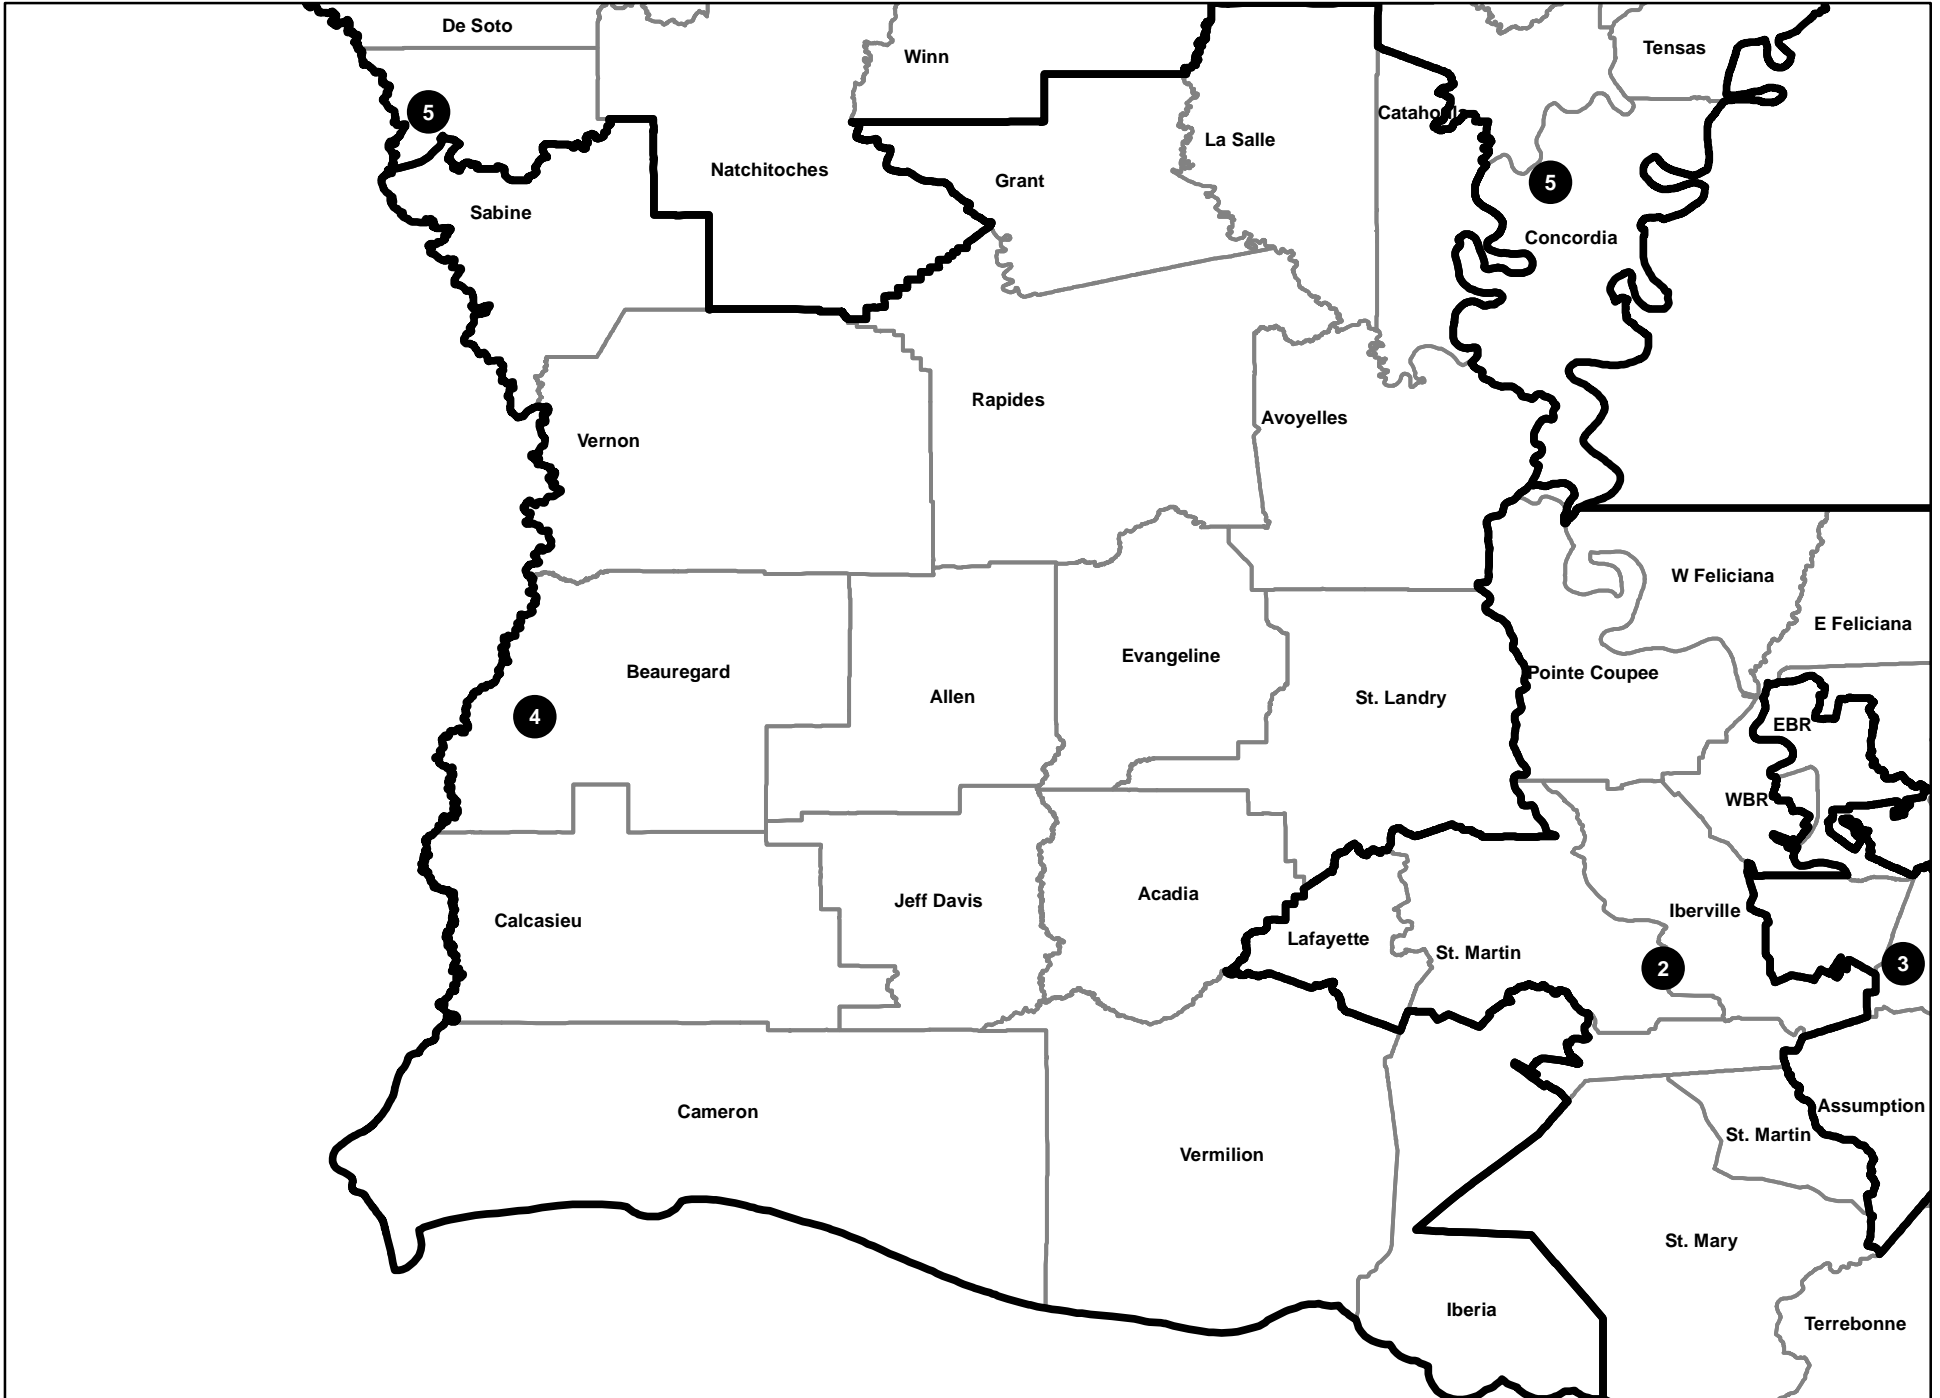 De Soto
Winn
Tensas
5
Catahoula
La Salle
Natchitoches
Grant
5
Sabine
Concordia
Rapides
Avoyelles
Vernon
W Feliciana
E Feliciana
Evangeline
Beauregard
Pointe Coupee
Allen
St. Landry
4
EBR
WBR
Acadia
Jeff Davis
Iberville
Calcasieu
Lafayette
St. Martin
2
3
Cameron
Assumption
St. Martin
Vermilion
St. Mary
Iberia
Terrebonne